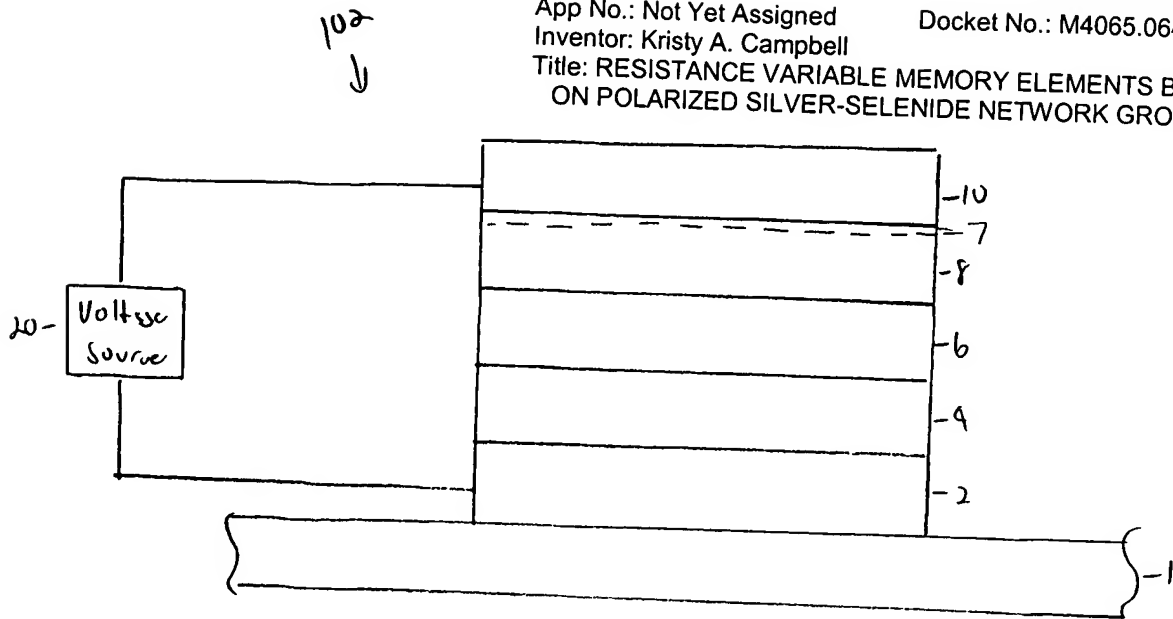 App No.: Not Yet Assigned Docket No.: M4065.064
Inventor: Kristy A. Campbell
Title: RESISTANCE VARIABLE MEMORY ELEMENTS B
ON POLARIZED SILVER-SELENIDE NETWORK GRO
102
10
7
8
6
4
2
1
20
Voltage
Source